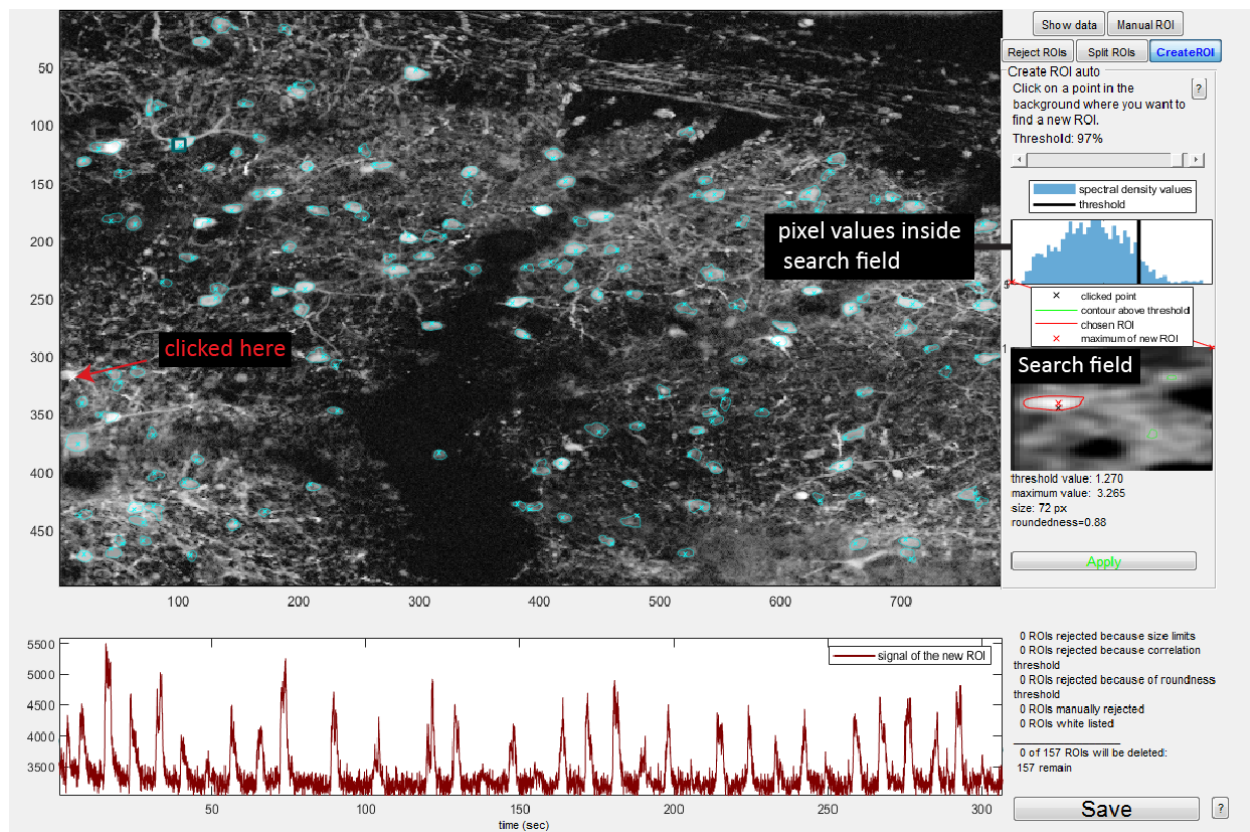 Show data
Manual ROI
Reject ROIs
Split ROIs
CreateROI
Create ROI auto
Click on a point in the
background where you want to
find a new ROI.
?
Threshold: 97%
spectral density values
threshold
pixel values inside
search field
clicked point
contour above threshold
chosen ROI
maximum of new ROI
1
Search field
threshold value: 1.270
maximum value: 3.265
size: 72 px
roundedness=0.88
Apply
clicked here
50
100
150
200
250
300
350
400
450
100
200
300
400
500
600
700
5500
5000
4500
4000
3500
signal of the new ROI
50
100
150
200
250
300
time (sec)
0 ROIs rejected because size limits
0 ROIs rejected because correlation
threshold
0 ROIs rejected because of roundness
threshold
0 ROIs manually rejected
0 ROIs white listed
0 of 157 ROIs will be deleted:
157 remain
Save
?